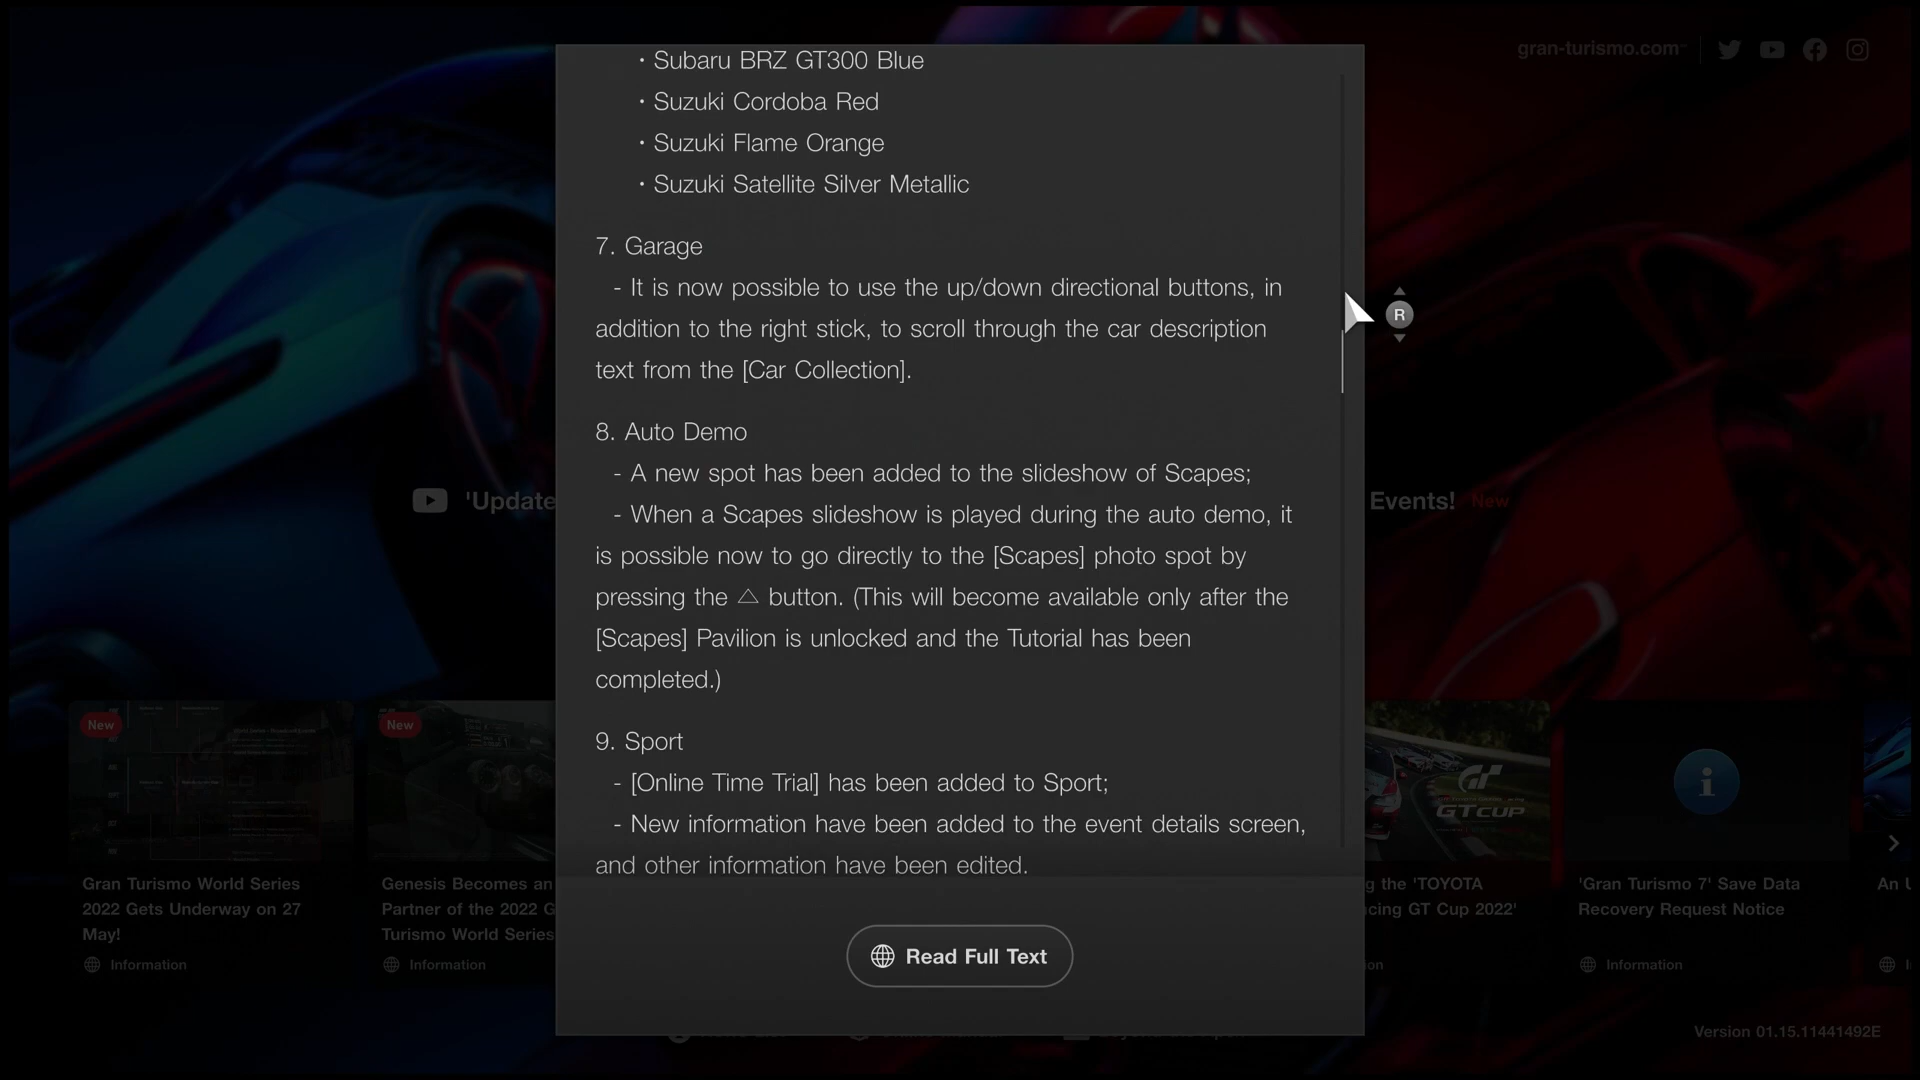 gran-turismo.com
• Subaru BRZ GT300 Blue
• Suzuki Cordoba Red
• Suzuki Flame Orange
• Suzuki Satellite Silver Metallic
7. Garage
- It is now possible to use the up/down directional buttons, in
addition to the right stick, to scroll through the car description
text from the [Car Collection].
R
8. Auto Demo
- A new spot has been added to the slideshow of Scapes;
- When a Scapes slideshow is played during the auto demo, it
is possible now to go directly to the [Scapes] photo spot by
pressing the △ button. (This will become available only after the
[Scapes] Pavilion is unlocked and the Tutorial has been
completed.)
9. Sport
- [Online Time Trial] has been added to Sport;
- New information have been added to the event details screen,
and other information have been edited.
Read Full Text
'Update
Events! New
New
Gran Turismo World Series
2022 Gets Underway on 27
May!
Information
New
Genesis Becomes an
Partner of the 2022 G
Turismo World Series
Information
GT CUP
g the 'TOYOTA
cing GT Cup 2022'
on
'Gran Turismo 7' Save Data
Recovery Request Notice
Information
An U
Version 01.15.11441492E